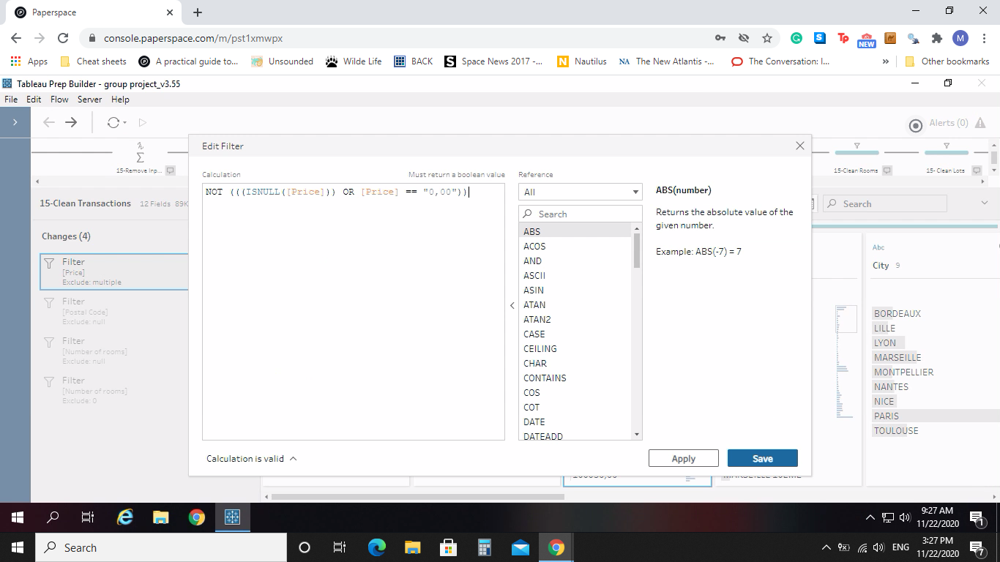 Paperspace
console.paperspace.com/m/pst1xmwpx
NEW
M
Apps Cheat sheets A practical guide to... Unsounded Wilde Life BACK Space News 2017 -... Nautilus NA The New Atlantis -... The Conversation: I... » Other bookmarks
Tableau Prep Builder - group project_v3.55
File Edit Flow Server Help
Alerts (0)
15-Remove Inp... 15-Clean Rooms 15- Clean Lots
15-Clean Transactions 12 Fields 89K
Search
Changes (4)
Filter
[Price]
Exclude: multiple
Filter
[Postal Code]
Exclude: null
Filter
[Number of rooms]
Exclude: null
Filter
[Number of rooms]
Exclude: 0
Edit Filter
Calculation Must return a boolean value
NOT (((ISNULL([Price])) OR [Price] == "0,00"))
Calculation is valid
Reference
All
Search
ABS
ACOS
AND
ASCII
ASIN
ATAN
ATAN2
CASE
CEILING
CHAR
CONTAINS
COS
COT
DATE
DATEADD
ABS(number)
Returns the absolute value of the
given number.
Example: ABS(-7) = 7
Apply Save
Abc
City 9
BORDEAUX
LILLE
LYON
MARSEILLE
MONTPELLIER
NANTES
NICE
PARIS
TOULOUSE
9:27 AM
11/22/2020
1
Search
ENG
3:27 PM
11/22/2020
7